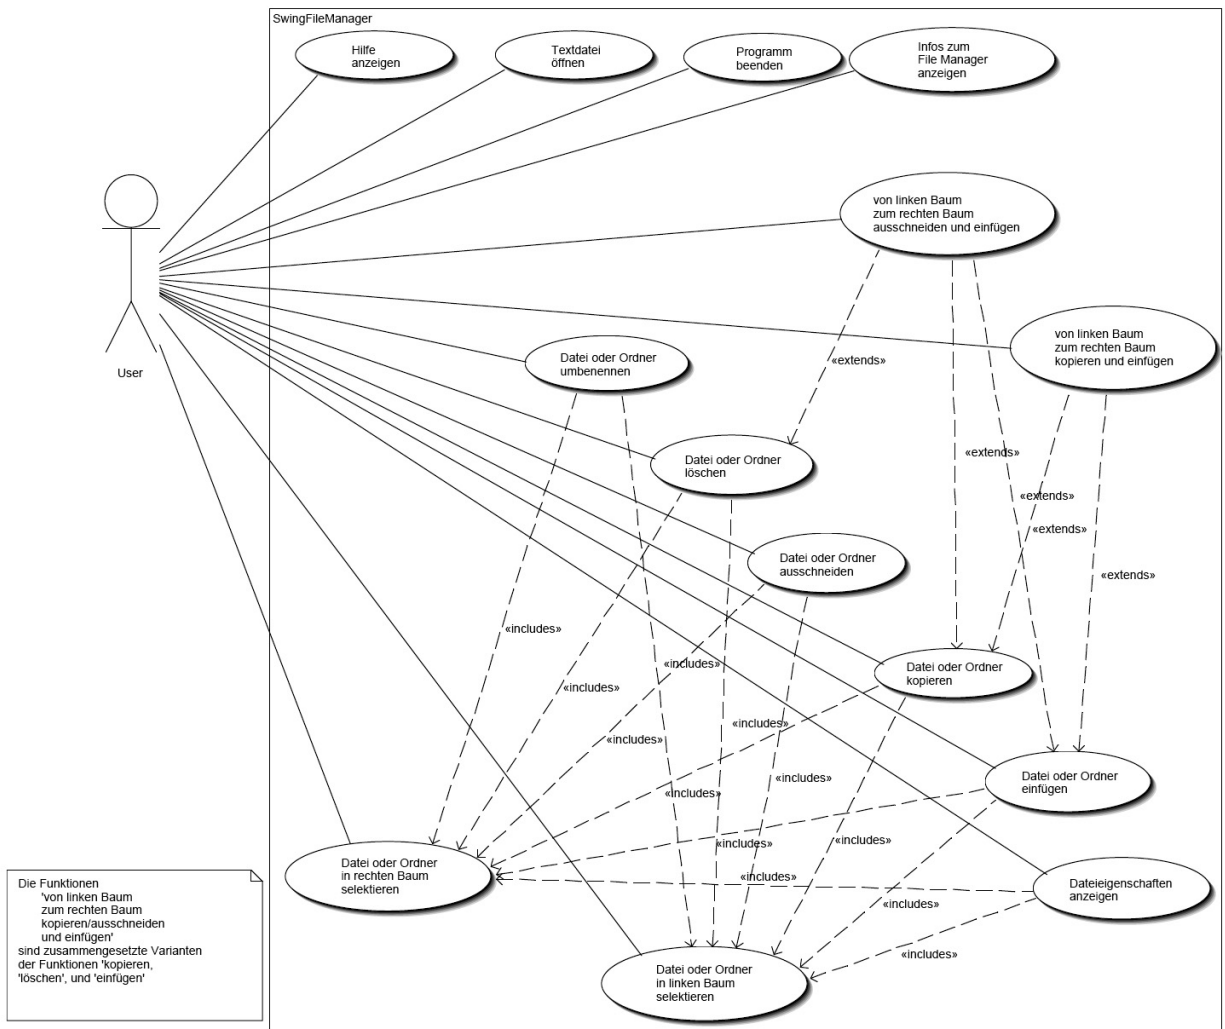 SwingFileManager
Hilfe
anzeigen
Textdatei
öffnen
Programm
beenden
Infos zum
File Manager
anzeigen
von linken Baum
zum rechten Baum
ausschneiden und einfügen
von linken Baum
zum rechten Baum
kopieren und einfügen
User
Datei oder Ordner
umbenennen
«extends»
Datei oder Ordner
löschen
«extends»
«extends»
«extends»
Datei oder Ordner
ausschneiden
«extends»
«includes»
«includes»
Datei oder Ordner
kopieren
«includes»
«includes»
«includes»
Datei oder Ordner
einfügen
«includes»
«includes»
«includes»
«includes»
Datei oder Ordner
in rechten Baum
selektieren
«includes»
Dateieigenschaften
anzeigen
«includes»
«includes»
Datei oder Ordner
in linken Baum
selektieren
Die Funktionen
'von linken Baum
zum rechten Baum
kopieren/ausschneiden
und einfügen'
sind zusammengesetzte Varianten
der Funktionen 'kopieren,
'löschen', und 'einfügen'